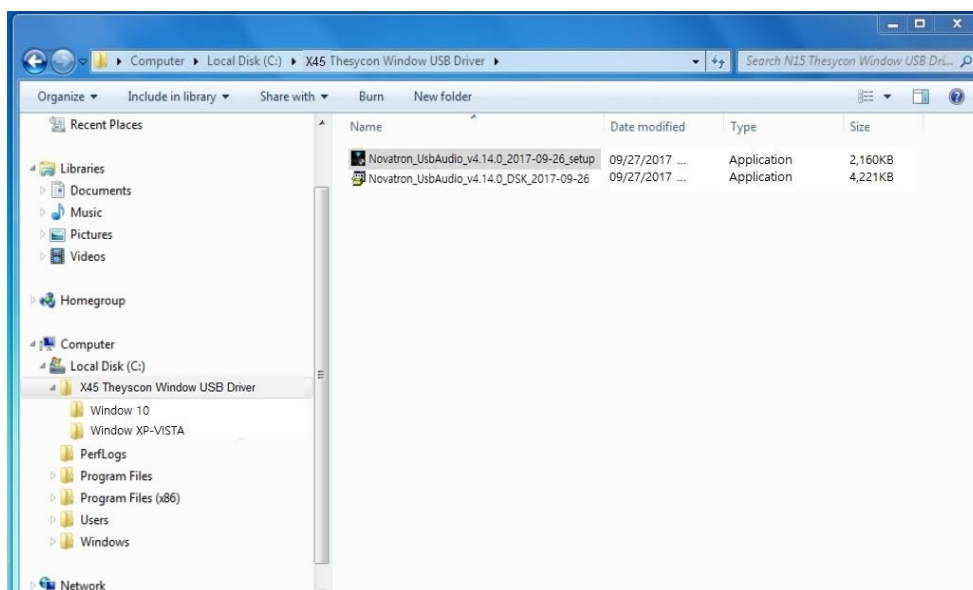 Computer ▸ Local Disk (C:) ▸ X45 Thesycon Window USB Driver ▸
Search N15 Thesycon Window USB Dri...
Organize Include in library Share with Burn New folder
Recent Places
Libraries
Documents
Music
Pictures
Videos
Homegroup
Computer
Local Disk (C:)
X45 Theyscon Window USB Driver
Window 10
Window XP-VISTA
PerfLogs
Program Files
Program Files (x86)
Users
Windows
Network
Name Date modified Type Size
Novatron_UsbAudio_v4.14.0_2017-09-26_setup 09/27/2017 ... Application 2,160KB
Novatron_UsbAudio_v4.14.0_DSK_2017-09-26 09/27/2017 ... Application 4,221KB